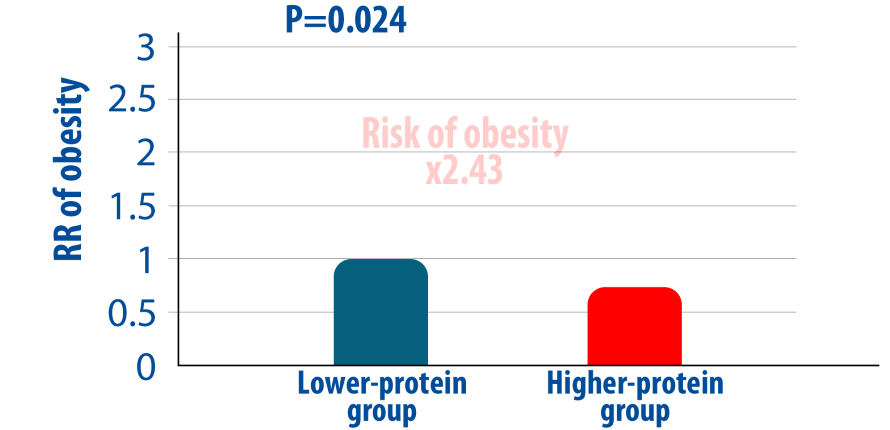 P=0.024
RR of obesity
3
2.5
2
1.5
1
0.5
0
Risk of obesity
x2.43
Lower-protein
group
Higher-protein
group